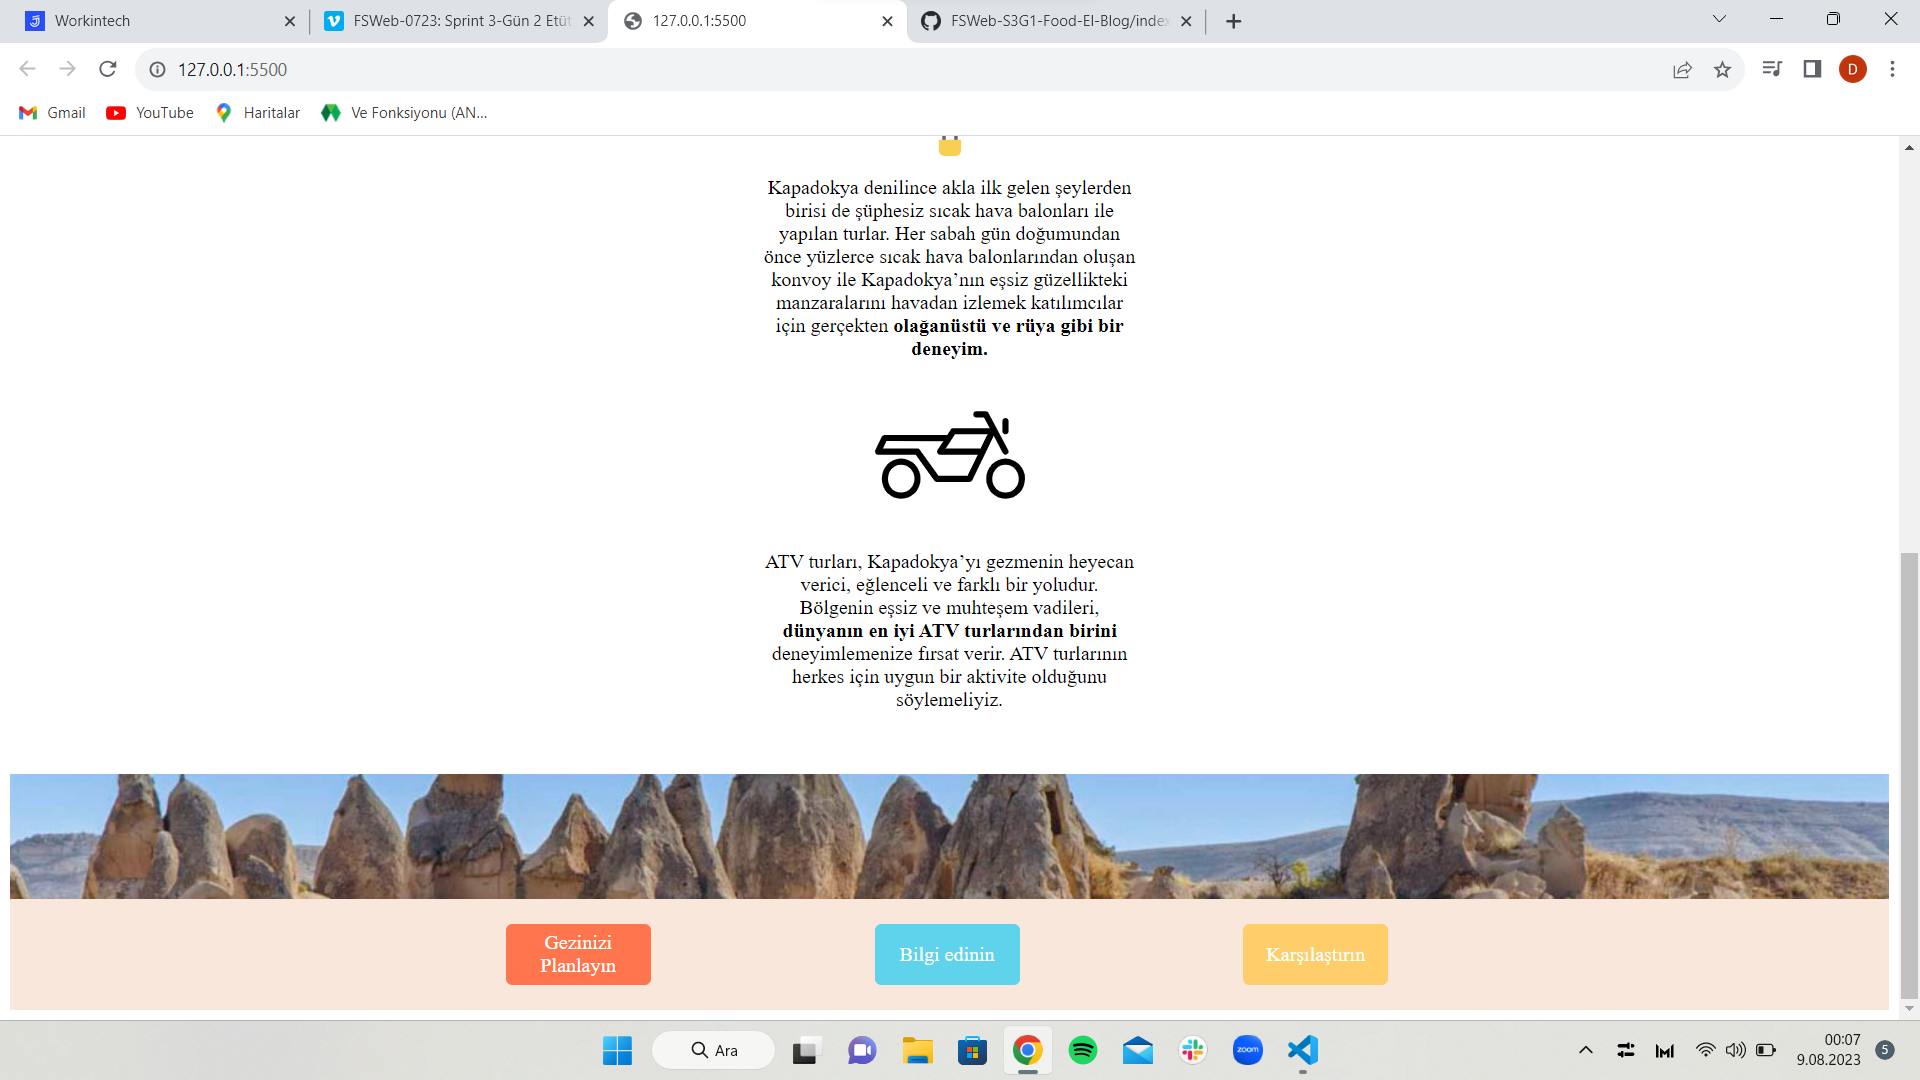 Workintech
FSWeb-0723: Sprint 3-Gün 2 Etüt
127.0.0.1:5500
FSWeb-S3G1-Food-El-Blog/index
127.0.0.1:5500
D
Gmail
YouTube
Haritalar
Ve Fonksiyonu (AN...
Kapadokya denilince akla ilk gelen şeylerden
birisi de şüphesiz sıcak hava balonları ile
yapılan turlar. Her sabah gün doğumundan
önce yüzlerce sıcak hava balonlarından oluşan
konvoy ile Kapadokya’nın eşsiz güzellikteki
manzaralarını havadan izlemek katılımcılar
için gerçekten olağanüstü ve rüya gibi bir
deneyim.
ATV turları, Kapadokya’yı gezmenin heyecan
verici, eğlenceli ve farklı bir yoludur.
Bölgenin eşsiz ve muhteşem vadileri,
dünyanın en iyi ATV turlarından birini
deneyimlemenize fırsat verir. ATV turlarının
herkes için uygun bir aktivite olduğunu
söylemeliyiz.
Gezinizi
Planlayın
Bilgi edinin
Karşılaştırın
Ara
zoom
00:07
9.08.2023
5